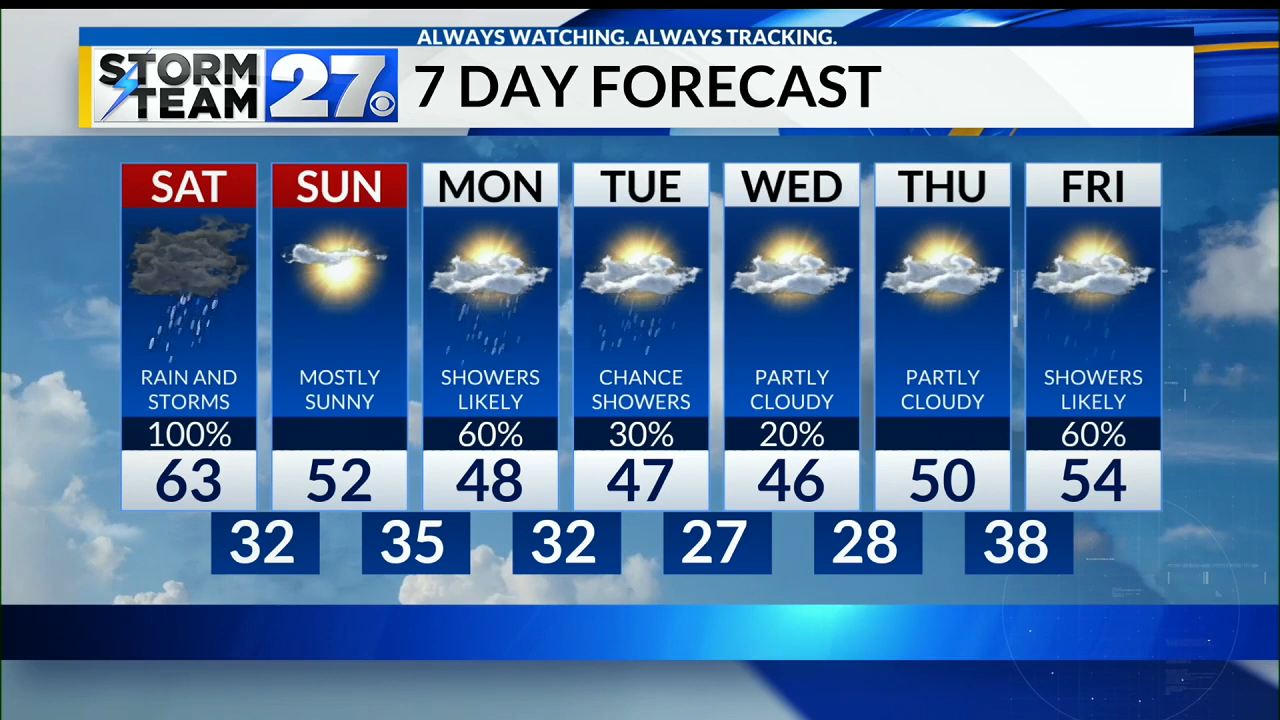 ALWAYS WATCHING. ALWAYS TRACKING.
STORM
TEAM
27
7 DAY FORECAST
SAT SUN MON TUE WED THU FRI
RAIN AND MOSTLY SHOWERS CHANCE PARTLY PARTLY SHOWERS
STORMS SUNNY LIKELY SHOWERS CLOUDY CLOUDY LIKELY
100% 60% 30% 20% 60%
63 52 48 47 46 50 54
32 35 32 27 28 38